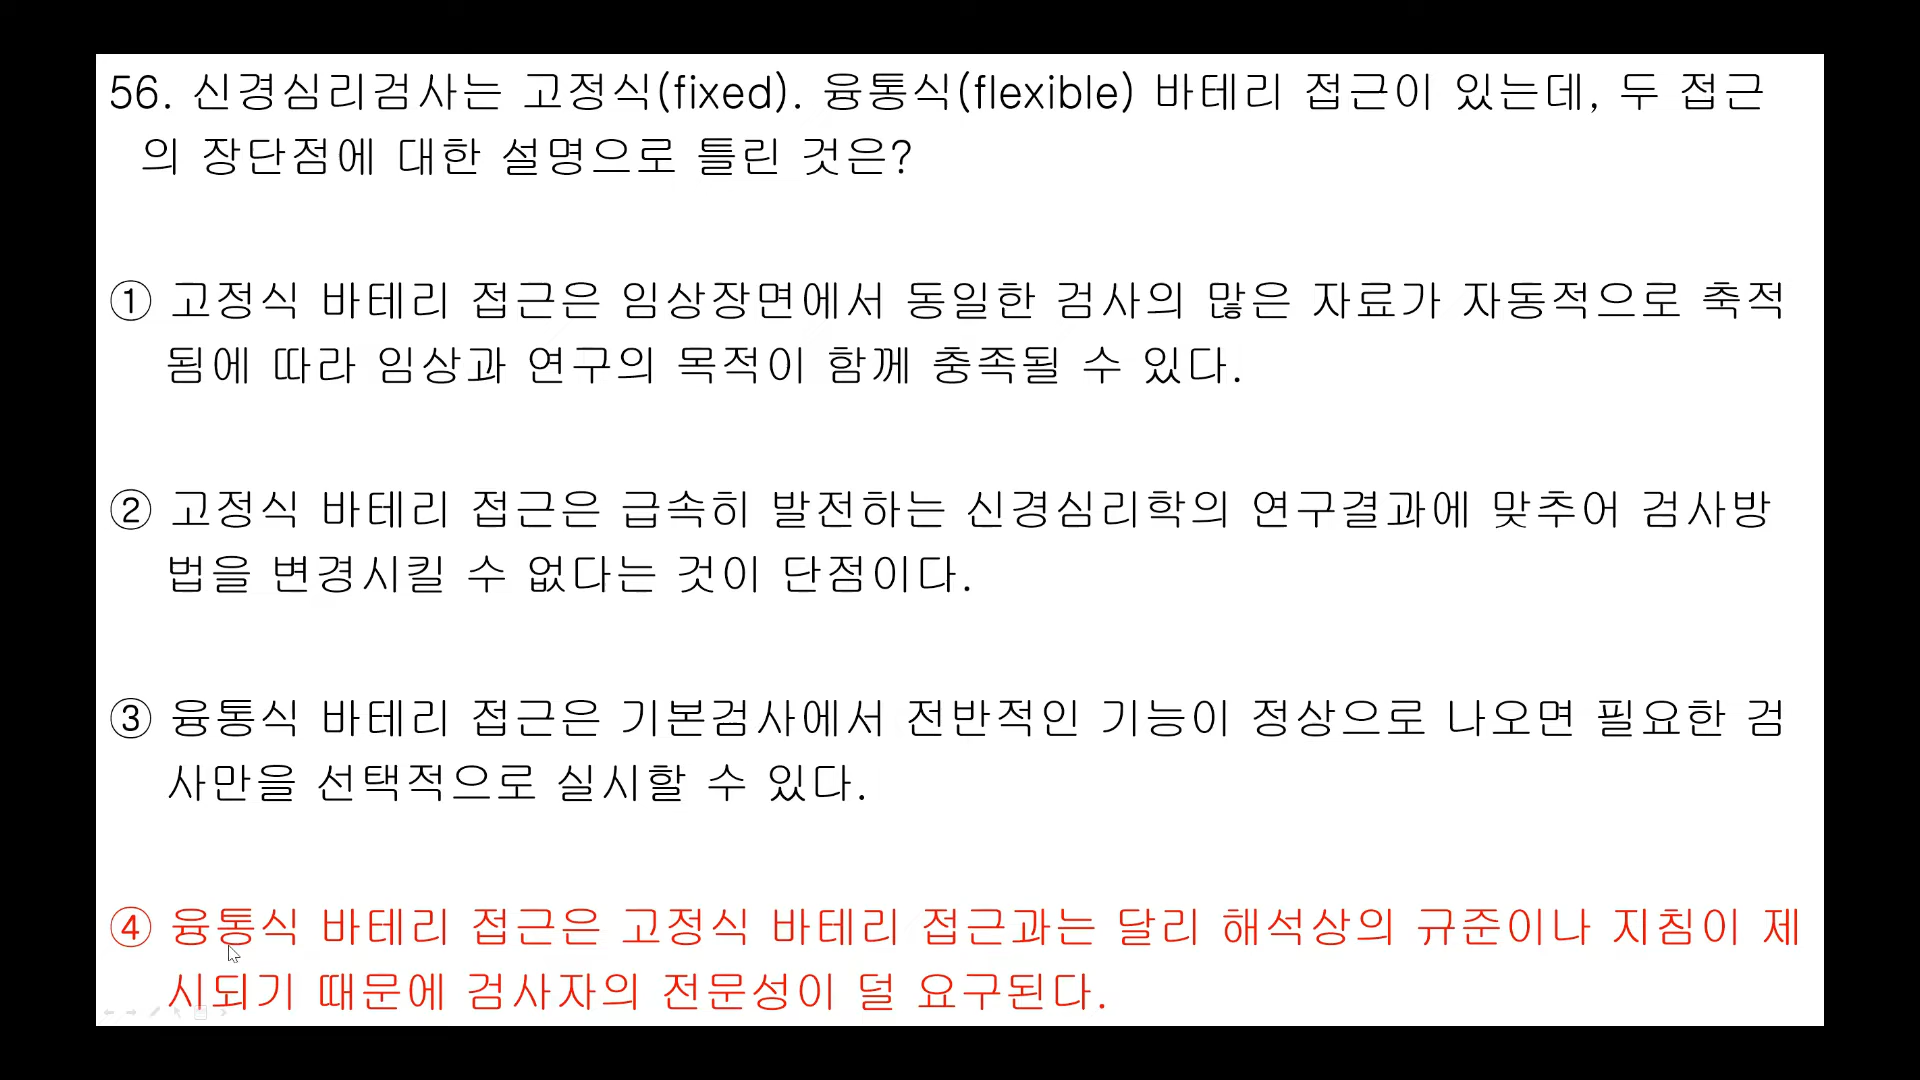 56. 신경심리검사는 고정식(fixed). 융통식(flexible) 바테리 접근이 있는데, 두 접근
의 장단점에 대한 설명으로 틀린 것은?
① 고정식 바테리 접근은 임상장면에서 동일한 검사의 많은 자료가 자동적으로 축적
됨에 따라 임상과 연구의 목적이 함께 충족될 수 있다.
② 고정식 바테리 접근은 급속히 발전하는 신경심리학의 연구결과에 맞추어 검사방
법을 변경시킬 수 없다는 것이 단점이다.
③ 융통식 바테리 접근은 기본검사에서 전반적인 기능이 정상으로 나오면 필요한 검
사만을 선택적으로 실시할 수 있다.
④ 융통식 바테리 접근은 고정식 바테리 접근과는 달리 해석상의 규준이나 지침이 제
시되기 때문에 검사자의 전문성이 덜 요구된다.